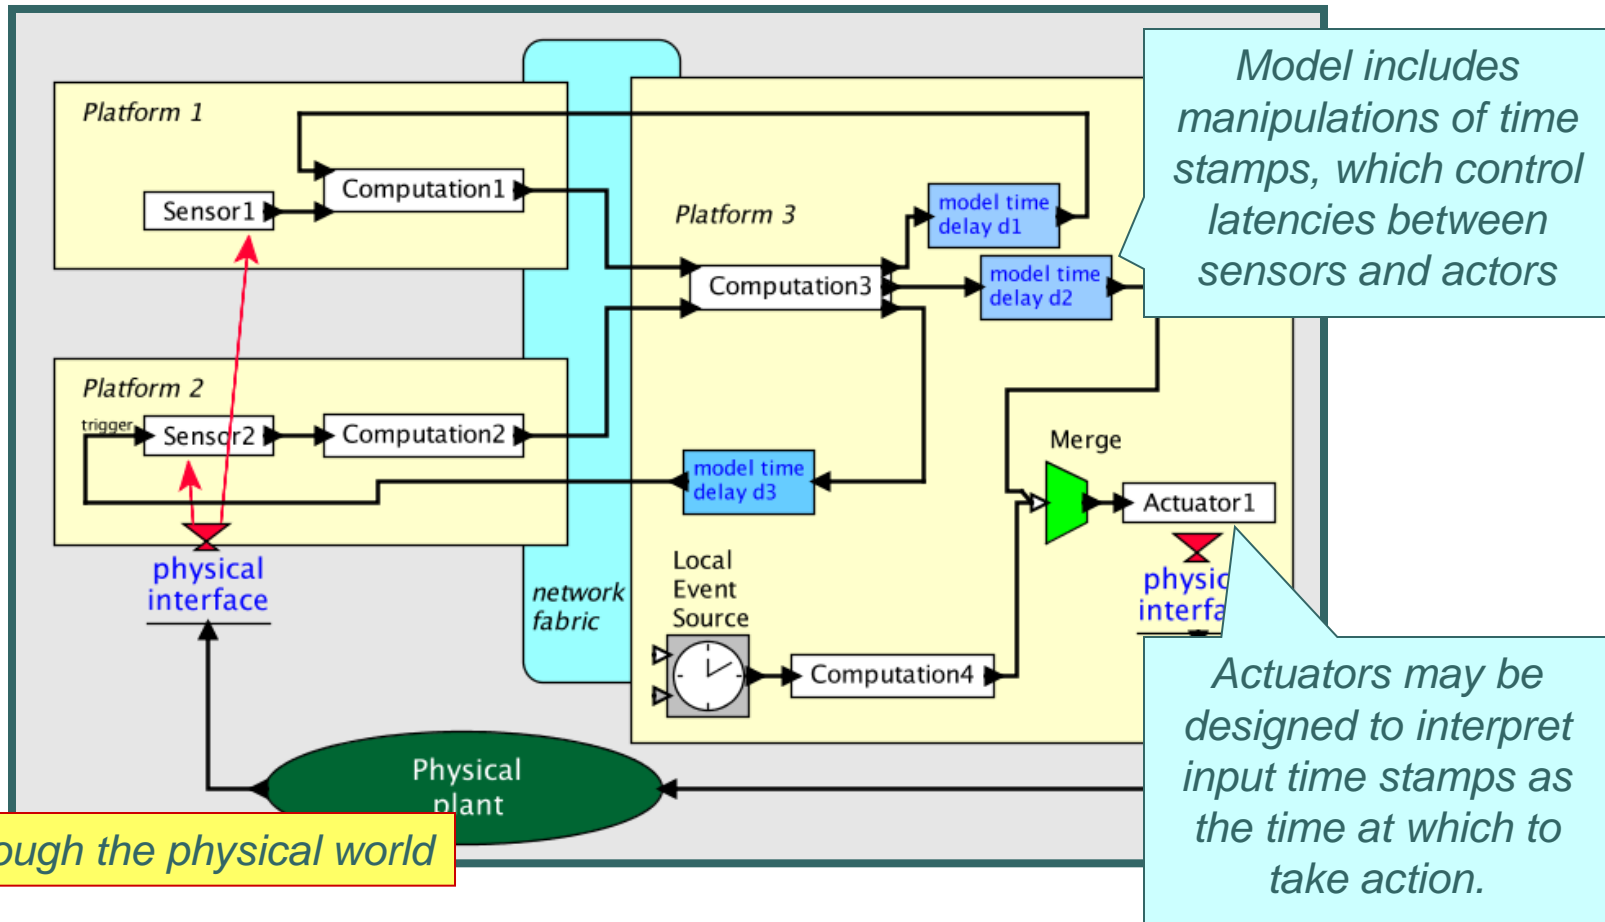 Platform 1
Sensor1
Computation1
Platform 2
trigger
Sensor2
Computation2
physical
interface
network
fabric
Platform 3
Computation3
model time
delay d1
model time
delay d2
model time
delay d3
Merge
Actuator1
Local
Event
Source
Computation4
Physical
plant
the physical world
Model includes
manipulations of time
stamps, which control
latencies between
sensors and actors
Actuators may be
designed to interpret
input time stamps as
the time at which to
take action.